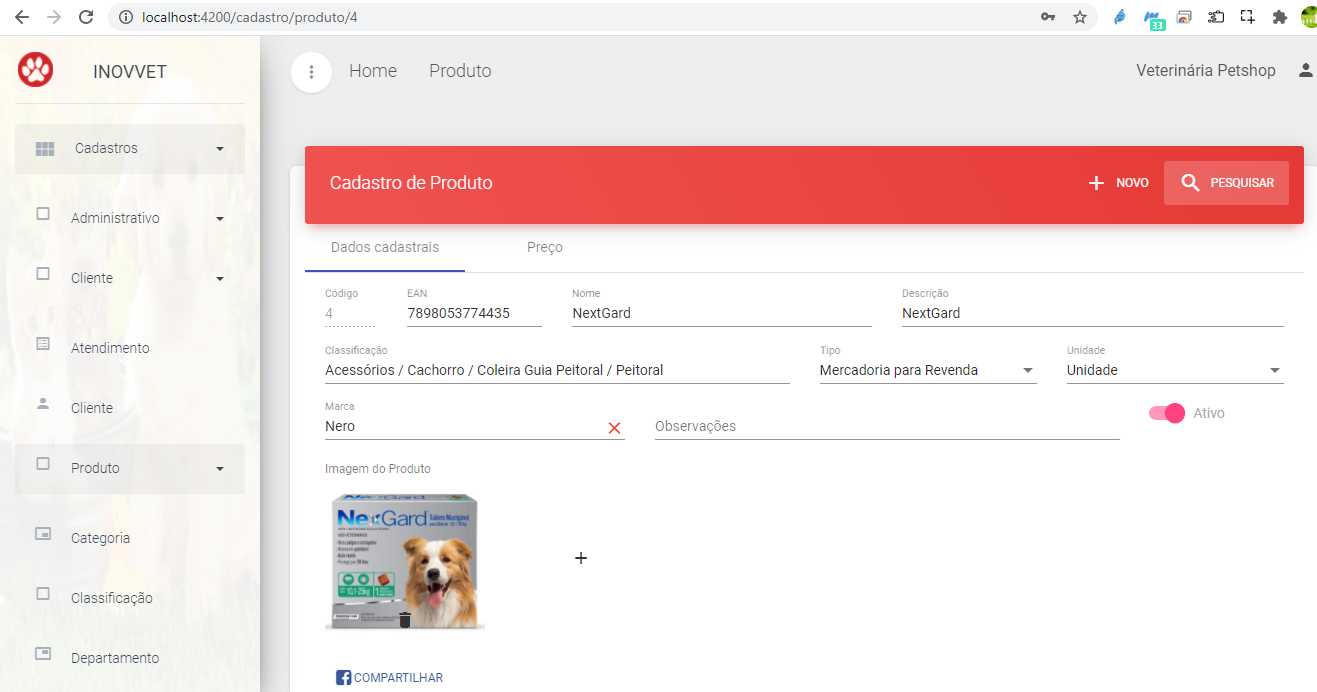 localhost:4200/cadastro/produto/4
33
INOVVET
Home Produto
Veterinária Petshop
Cadastros
Administrativo
Cliente
Atendimento
Cliente
Produto
Categoria
Classificação
Departamento
Cadastro de Produto
NOVO
PESQUISAR
Dados cadastrais Preço
Código EAN Nome Descrição
4 7898053774435 NextGard NextGard
Classificação Tipo Unidade
Acessórios / Cachorro / Coleira Guia Peitoral / Peitoral Mercadoria para Revenda Unidade
Marca
Nero Observações Ativo
Imagem do Produto
NexGard
10,1-25kg
+
COMPARTILHAR